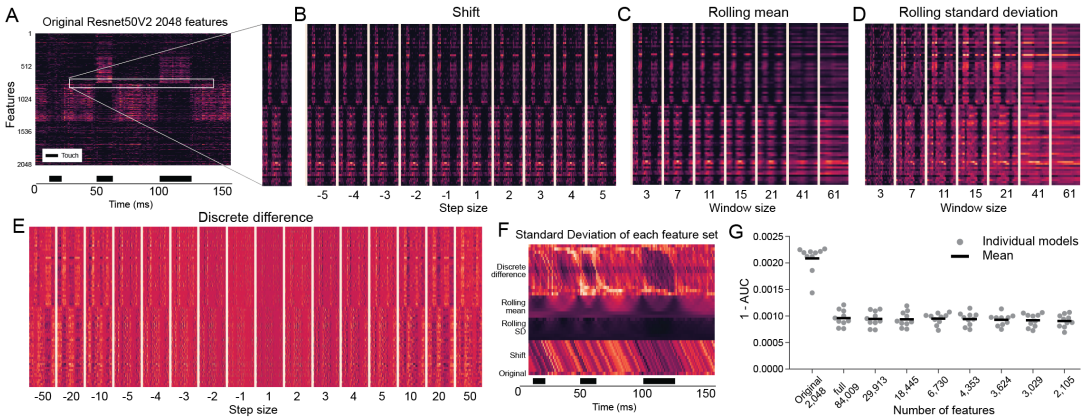 A
Original Resnet50V2 2048 features
Features
1
512
1024
1536
2048
Touch
0 50 100 150
Time (ms)
B
Shift
-5 -4 -3 -2 -1 1 2 3 4 5
Step size
C
Rolling mean
3 7 11 15 21 41 61
Window size
D
Rolling standard deviation
3 7 11 15 21 41 61
Window size
E
Discrete difference
-50 -20 -10 -5 -4 -3 -2 -1 1 2 3 4 5 10 20 50
Step size
F
Standard Deviation of each feature set
Discrete
difference
Rolling
mean
Rolling
SD
Shift
Original
0 50 100 150
Time (ms)
G
1 - AUC
0.0025
0.0020
0.0015
0.0010
0.0005
0.0000
Individual models
Mean
Original
2,048
full
84,009
29,913
18,445
6,730
4,353
3,624
3,029
2,105
Number of features